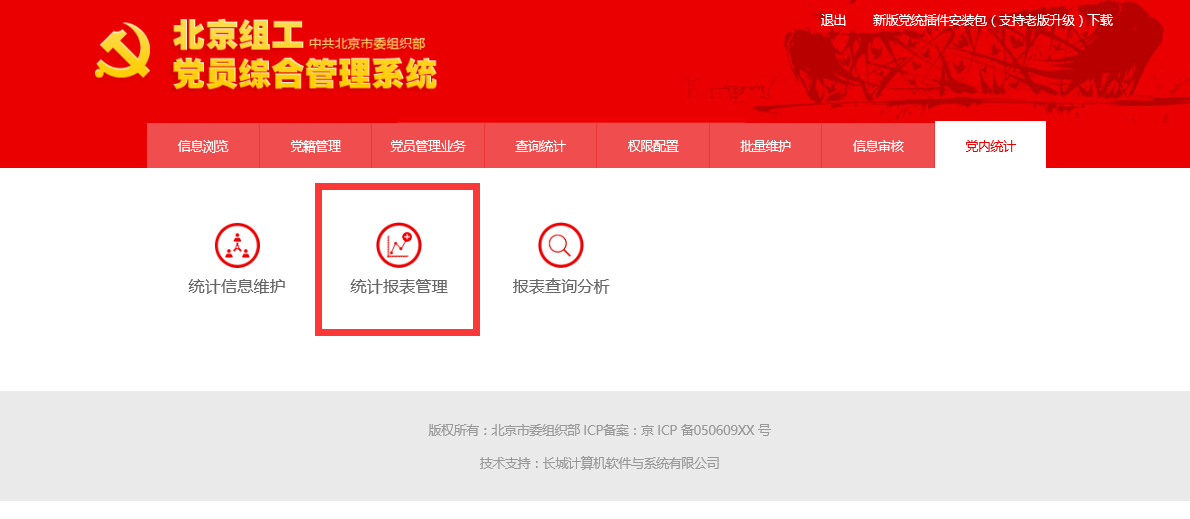 退出 新版党统插件安装包（支持老版升级）下载
北京组工 中共北京市委组织部
党员综合管理系统
信息浏览 党籍管理 党员管理业务 查询统计 权限配置 批量维护 信息审核 党内统计
统计信息维护 统计报表管理 报表查询分析
版权所有：北京市委组织部 ICP备案：京 ICP 备050609XX 号
技术支持：长城计算机软件与系统有限公司